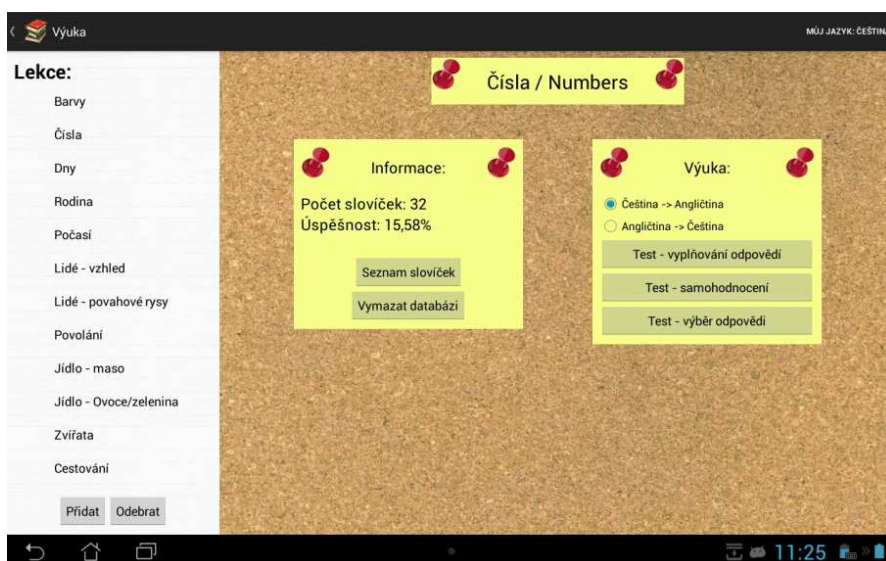 Výuka
MŮJ JAZYK: ČEŠTINA
Lekce:
Barvy
Čísla
Dny
Rodina
Počasí
Lidé - vzhled
Lidé - povahové rysy
Povolání
Jídlo - maso
Jídlo - Ovoce/zelenina
Zvířata
Cestování
Přidat
Odebrat
Čísla / Numbers
Informace:
Počet slovíček: 32
Úspěšnost: 15,58%
Seznam slovíček
Vymazat databázi
Výuka:
Čeština -> Angličtina
Angličtina -> Čeština
Test - vyplňování odpovědí
Test - samohodnocení
Test - výběr odpovědi
11:25